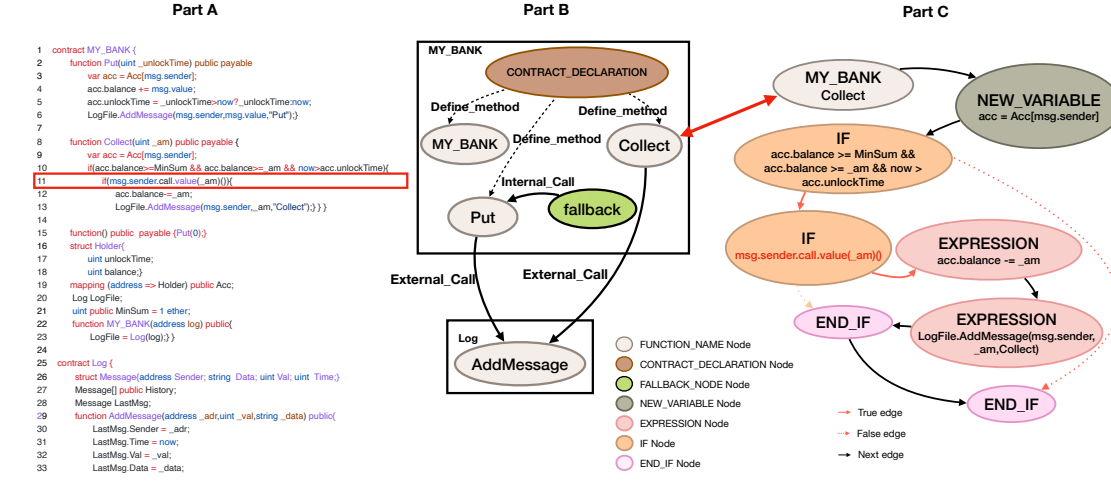 Part A
1 contract MY_BANK {
2 function Put(uint _unlockTime) public payable
3 var acc = Acc[msg.sender];
4 acc.balance += msg.value;
5 acc.unlockTime = _unlockTime>now?_unlockTime:now;
6 LogFile.AddMessage(msg.sender,msg.value,"Put");}
7
8 function Collect(uint _am) public payable {
9 var acc = Acc[msg.sender];
10 if(acc.balance>=MinSum && acc.balance>=_am && now>acc.unlockTime){
11 if(msg.sender.call.value(_am)()){
12 acc.balance-=_am;
13 LogFile.AddMessage(msg.sender,_am,"Collect");} } }
14
15 function() public payable {Put(0);}
16 struct Holder{
17 uint unlockTime;
18 uint balance;}
19 mapping (address => Holder) public Acc;
20 Log LogFile;
21 uint public MinSum = 1 ether;
22 function MY_BANK(address log) public{
23 LogFile = Log(log);} }
24
25 contract Log {
26 struct Message{address Sender; string Data; uint Val; uint Time;}
27 Message[] public History;
28 Message LastMsg;
29 function AddMessage(address _adr,uint _val,string _data) public{
30 LastMsg.Sender = _adr;
31 LastMsg.Time = now;
32 LastMsg.Val = _val;
33 LastMsg.Data = _data;
Part B
MY_BANK
CONTRACT_DECLARATION
Define_method
Define_method
Define_method
MY_BANK
Collect
Internal_Call
Put
fallback
External_Call
External_Call
Log
AddMessage
FUNCTION_NAME Node
CONTRACT_DECLARATION Node
FALLBACK_NODE Node
NEW_VARIABLE Node
EXPRESSION Node
IF Node
END_IF Node
Part C
MY_BANK
Collect
NEW_VARIABLE
acc = Acc[msg.sender]
IF
acc.balance >= MinSum &&
acc.balance >= _am && now >
acc.unlockTime
IF
msg.sender.call.value(_am)()
EXPRESSION
acc.balance -= _am
EXPRESSION
LogFile.AddMessage(msg.sender,
_am,Collect)
END_IF
END_IF
True edge
False edge
Next edge